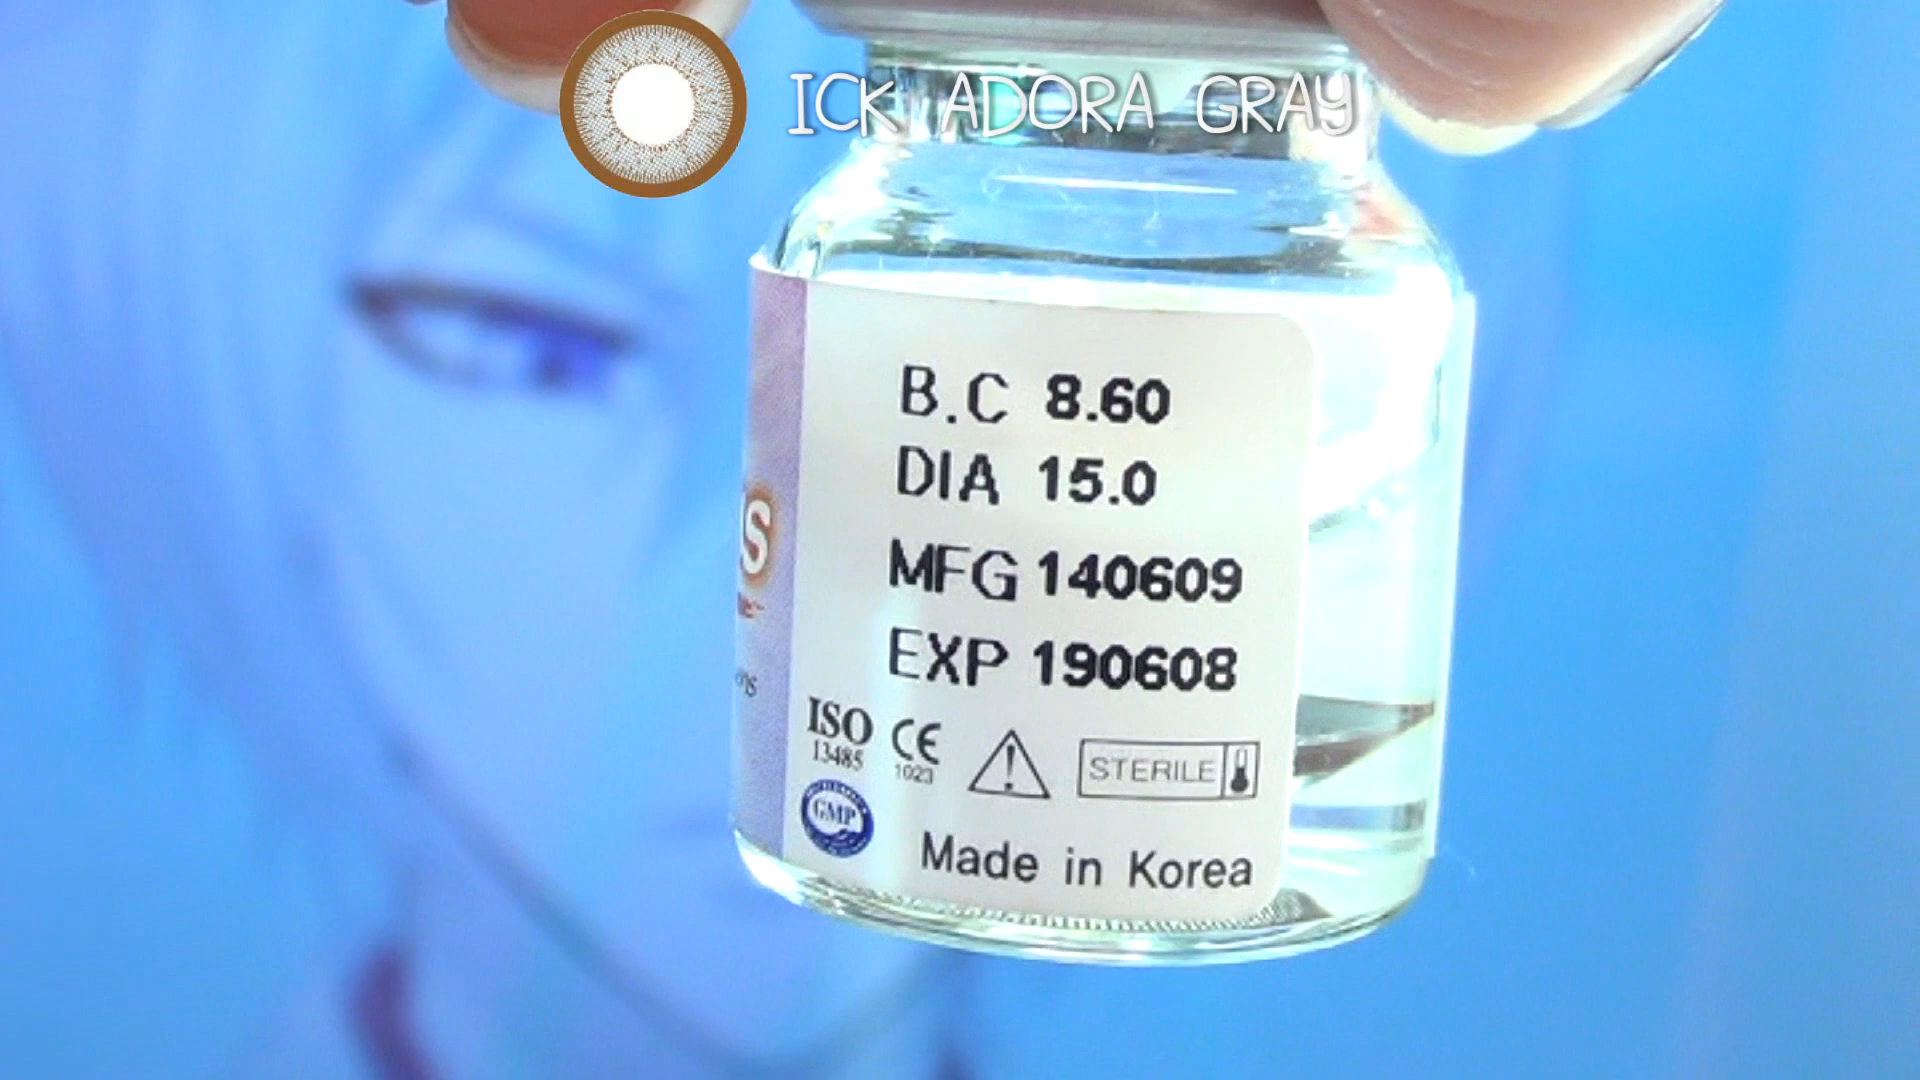 ICK ADORA GRAY
B.C 8.60
DIA 15.0
MFG 140609
EXP 190608
ISO
13485
CE
1023
STERILE
GMP
Made in Korea